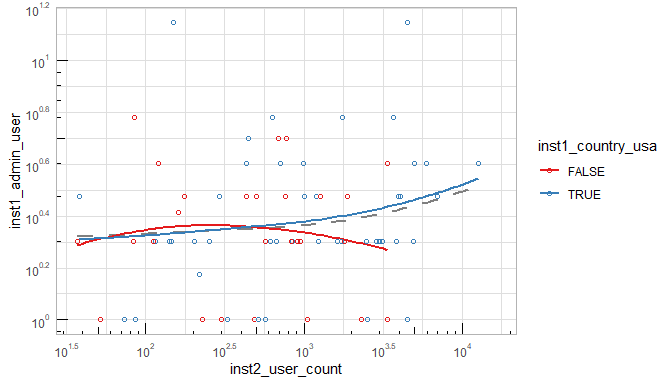 10^1.2
10^1
10^0.8
10^0.6
10^0.4
10^0.2
10^0
inst1_admin_user
10^1.5
10^2
10^2.5
10^3
10^3.5
10^4
inst2_user_count
inst1_country_usa
FALSE
TRUE